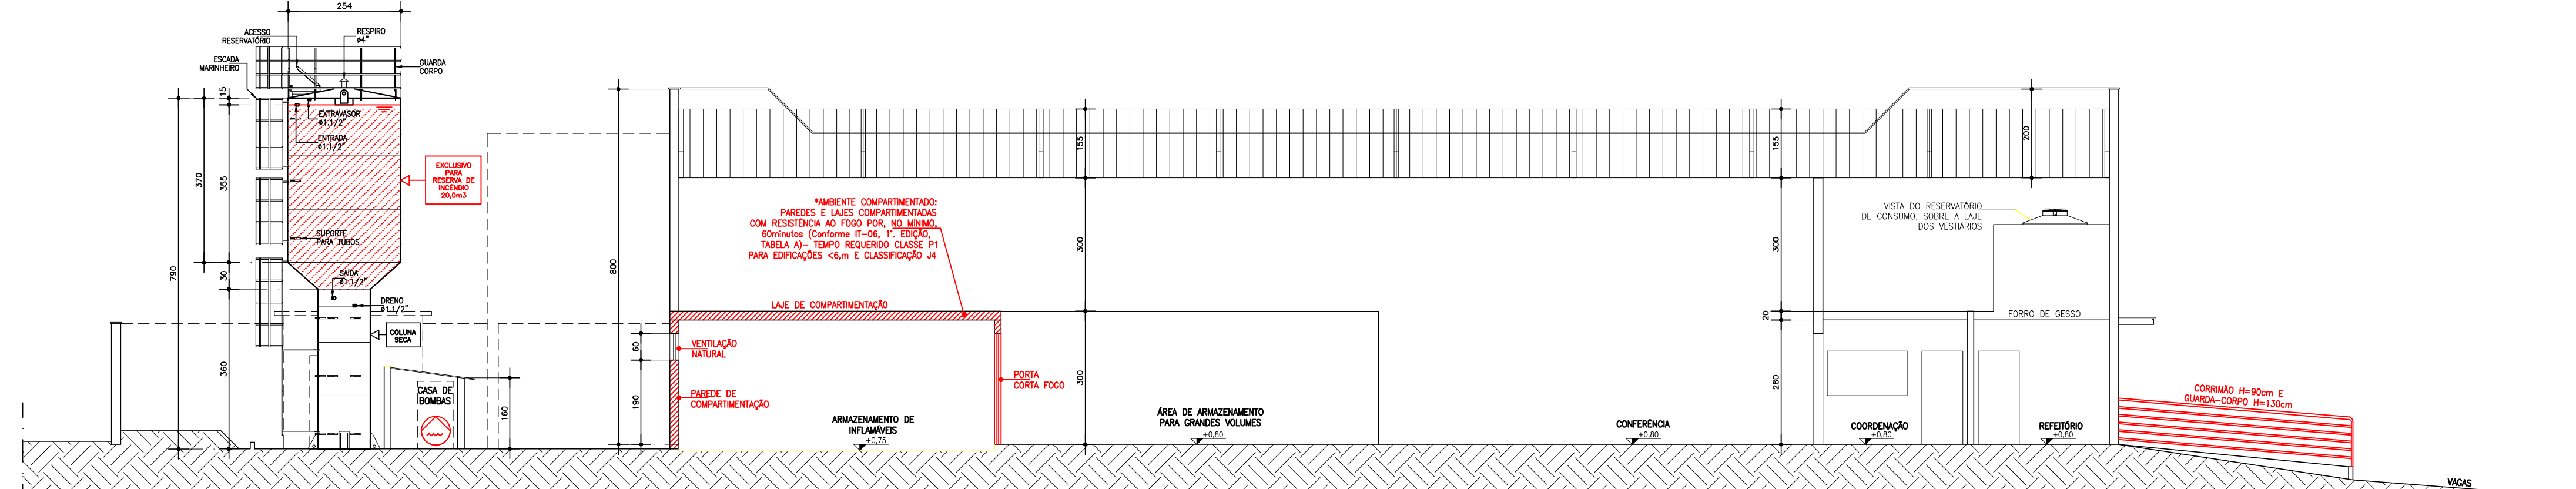 254
ACESSO
RESERVATÓRIO
RESPIRO
ø4"
ESCADA
MARINHEIRO
GUARDA
CORPO
15
EXTRAVASOR
ø1.1/2"
ENTRADA
ø1.1/2"
EXCLUSIVO
PARA
RESERVA DE
INCÊNDIO
20,0m3
370
355
SUPORTE
PARA TUBOS
790
30
SAÍDA
ø1.1/2"
DRENO
ø1.1/2"
COLUNA
SECA
360
CASA DE
BOMBAS
160
800
*AMBIENTE COMPARTIMENTADO:
PAREDES E LAJES COMPARTIMENTADAS
COM RESISTÊNCIA AO FOGO POR, NO MÍNIMO,
60minutos (Conforme IT-06, 1°. EDIÇÃO,
TABELA A)- TEMPO REQUERIDO CLASSE P1
PARA EDIFICAÇÕES <6,m E CLASSIFICAÇÃO J4
LAJE DE COMPARTIMENTAÇÃO
60
VENTILAÇÃO
NATURAL
190
PAREDE DE
COMPARTIMENTAÇÃO
ARMAZENAMENTO DE
INFLAMÁVEIS
+0,75
PORTA
CORTA FOGO
155
300
300
ÁREA DE ARMAZENAMENTO
PARA GRANDES VOLUMES
+0,80
CONFERÊNCIA
+0,80
155
300
20
280
200
VISTA DO RESERVATÓRIO
DE CONSUMO, SOBRE A LAJE
DOS VESTIÁRIOS
FORRO DE GESSO
COORDENAÇÃO
+0,80
REFEITÓRIO
+0,80
CORRIMÃO H=90cm E
GUARDA-CORPO H=130cm
VAGAS